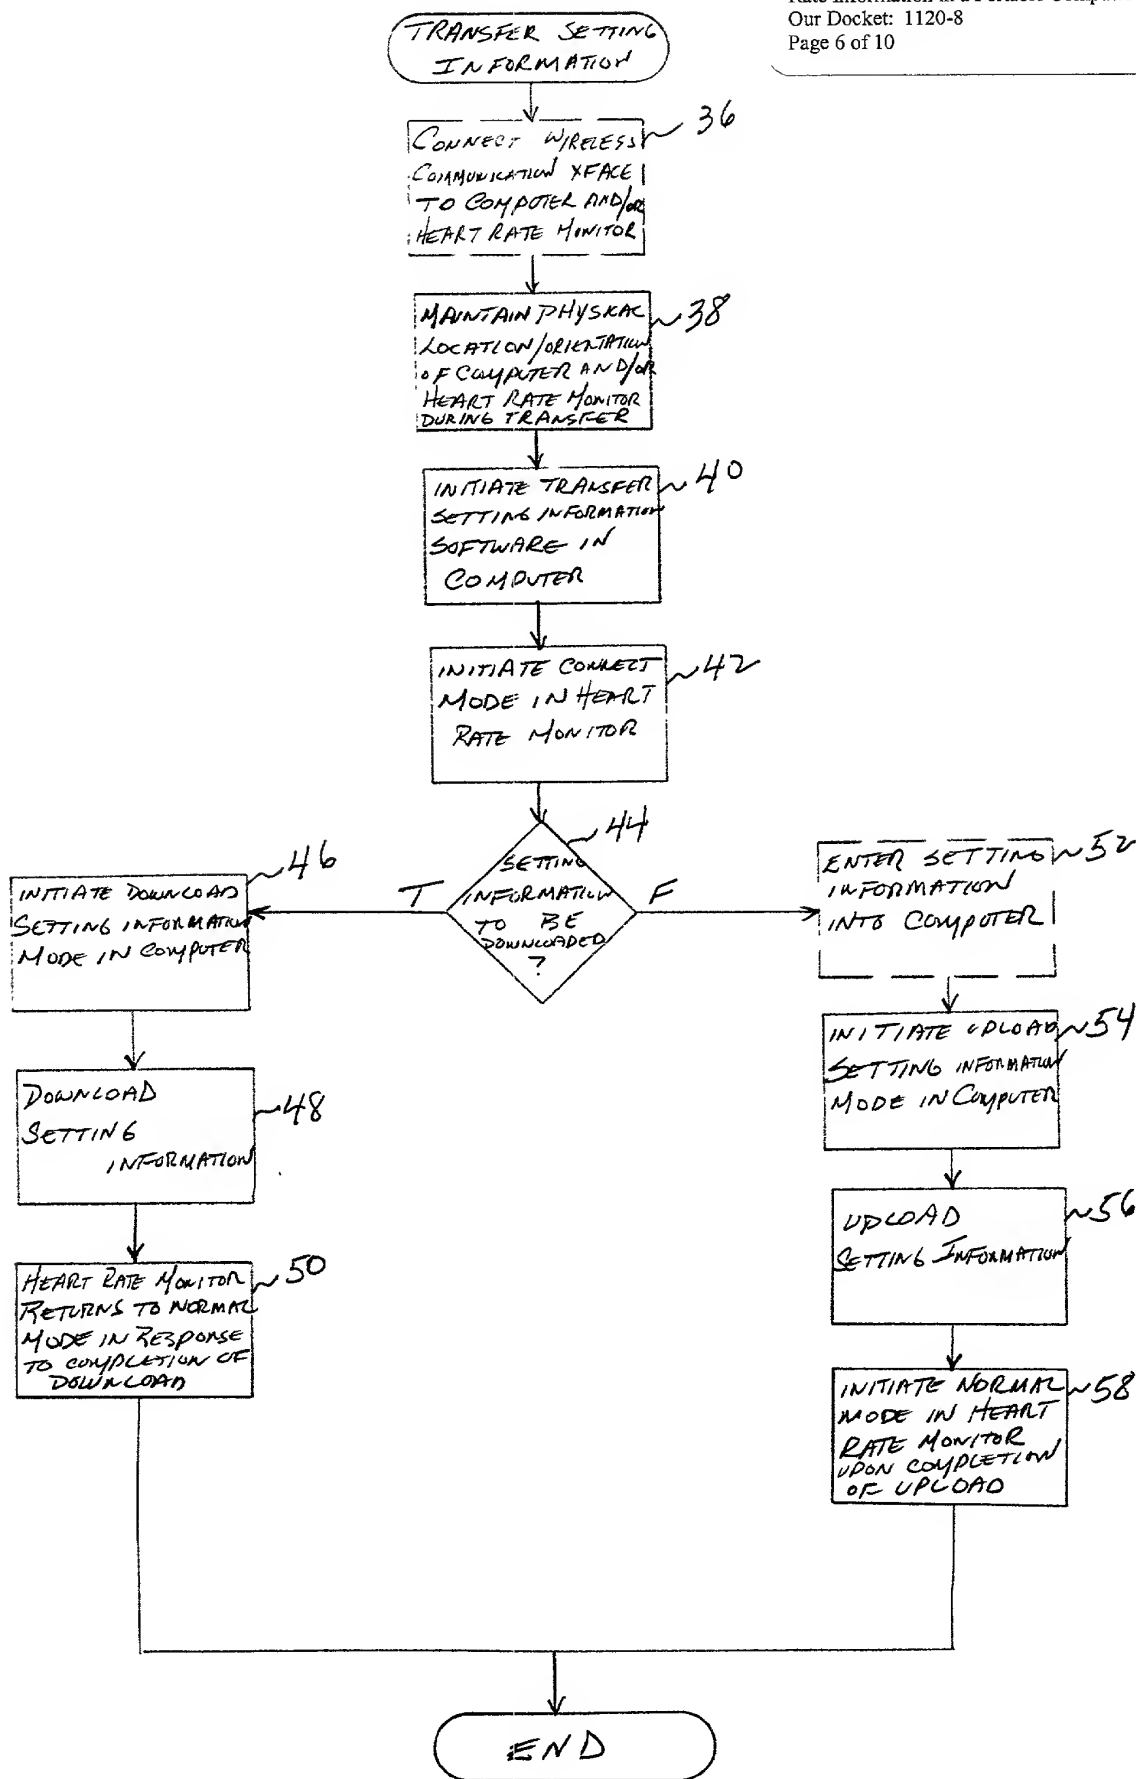 Our Docket: 1120-8
Page 6 of 10
TRANSFER SETTING
INFORMATION
36
CONNECT WIRELESS
COMMUNICATION XFACE
TO COMPUTER AND/OR
HEART RATE MONITOR
38
MAINTAIN PHYSICAL
LOCATION/ORIENTATION
OF COMPUTER AND/OR
HEART RATE MONITOR
DURING TRANSFER
40
INITIATE TRANSFER
SETTING INFORMATION
SOFTWARE IN
COMPUTER
42
INITIATE CONNECT
MODE IN HEART
RATE MONITOR
44
SETTING
INFORMATION
TO BE
DOWNLOADED
?
T
F
46
INITIATE DOWNLOAD
SETTING INFORMATION
MODE IN COMPUTER
48
DOWNLOAD
SETTING
INFORMATION
50
HEART RATE MONITOR
RETURNS TO NORMAL
MODE IN RESPONSE
TO COMPLETION OF
DOWNLOAD
52
ENTER SETTING
INFORMATION
INTO COMPUTER
54
INITIATE UPLOAD
SETTING INFORMATION
MODE IN COMPUTER
56
UPLOAD
SETTING INFORMATION
58
INITIATE NORMAL
MODE IN HEART
RATE MONITOR
UPON COMPLETION
OF UPLOAD
END